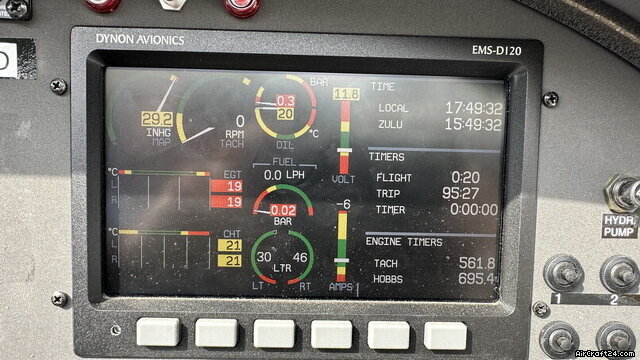 DYNON AVIONICS
EMS-D120
29.2
INHG
MAP
0
RPM
TACH
BAR
0.3
20
°C
OIL
11.8
VOLT
TIME
LOCAL 17:49:32
ZULU 15:49:32
TIMERS
FLIGHT 0:20
TRIP 95:27
TIMER 0:00:00
ENGINE TIMERS
TACH 561.8
HOBBS 695.4
°C EGT
L 19
R 19
°C CHT
L 21
R 21
FUEL
0.0 LPH
0.02
BAR
30 46
LTR
LT RT
-6
AMPS
HYDR
PUMP
1 2
AirCraft24.com